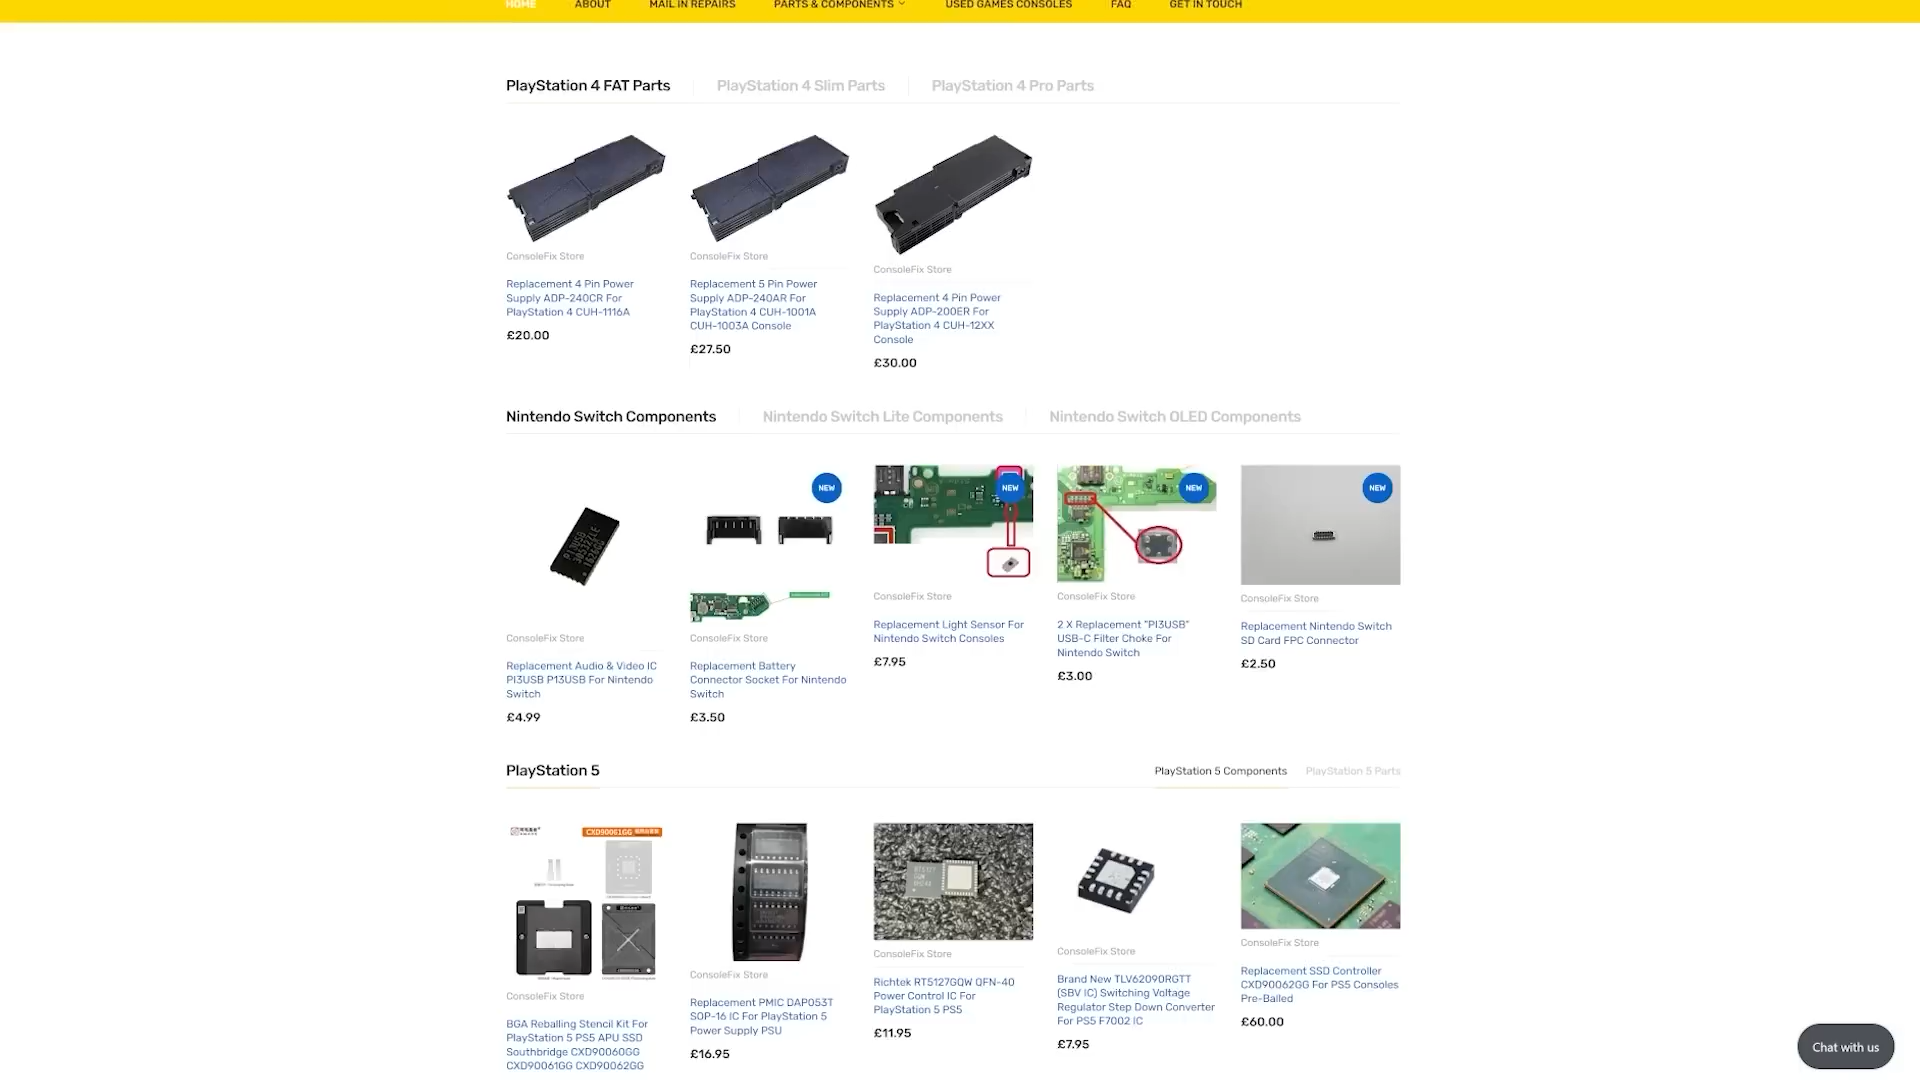 HOME ABOUT MAIL IN REPAIRS PARTS & COMPONENTS USED GAMES CONSOLES FAQ GET IN TOUCH
PlayStation 4 FAT Parts PlayStation 4 Slim Parts PlayStation 4 Pro Parts
ConsoleFix Store
Replacement 4 Pin Power
Supply ADP-240CR For
PlayStation 4 CUH-1116A
£20.00
ConsoleFix Store
Replacement 5 Pin Power
Supply ADP-240AR For
PlayStation 4 CUH-1001A
CUH-1003A Console
£27.50
ConsoleFix Store
Replacement 4 Pin Power
Supply ADP-200ER For
PlayStation 4 CUH-12XX
Console
£30.00
Nintendo Switch Components Nintendo Switch Lite Components Nintendo Switch OLED Components
ConsoleFix Store
Replacement Audio & Video IC
PI3USB P13USB For Nintendo
Switch
£4.99
NEW
ConsoleFix Store
Replacement Battery
Connector Socket For Nintendo
Switch
£3.50
NEW
ConsoleFix Store
Replacement Light Sensor For
Nintendo Switch Consoles
£7.95
NEW
ConsoleFix Store
2 X Replacement "PI3USB"
USB-C Filter Choke For
Nintendo Switch
£3.00
NEW
ConsoleFix Store
Replacement Nintendo Switch
SD Card FPC Connector
£2.50
PlayStation 5 PlayStation 5 Components PlayStation 5 Parts
CXD90061GG
ConsoleFix Store
BGA Reballing Stencil Kit For
PlayStation 5 PS5 APU SSD
Southbridge CXD90060GG
CXD90061GG CXD90062GG
ConsoleFix Store
Replacement PMIC DAP053T
SOP-16 IC For PlayStation 5
Power Supply PSU
£16.95
ConsoleFix Store
Richtek RT5127GQW QFN-40
Power Control IC For
PlayStation 5 PS5
£11.95
ConsoleFix Store
Brand New TLV62090RGTT
(SBV IC) Switching Voltage
Regulator Step Down Converter
For PS5 F7002 IC
£7.95
ConsoleFix Store
Replacement SSD Controller
CXD90062GG For PS5 Consoles
Pre-Balled
£60.00
Chat with us